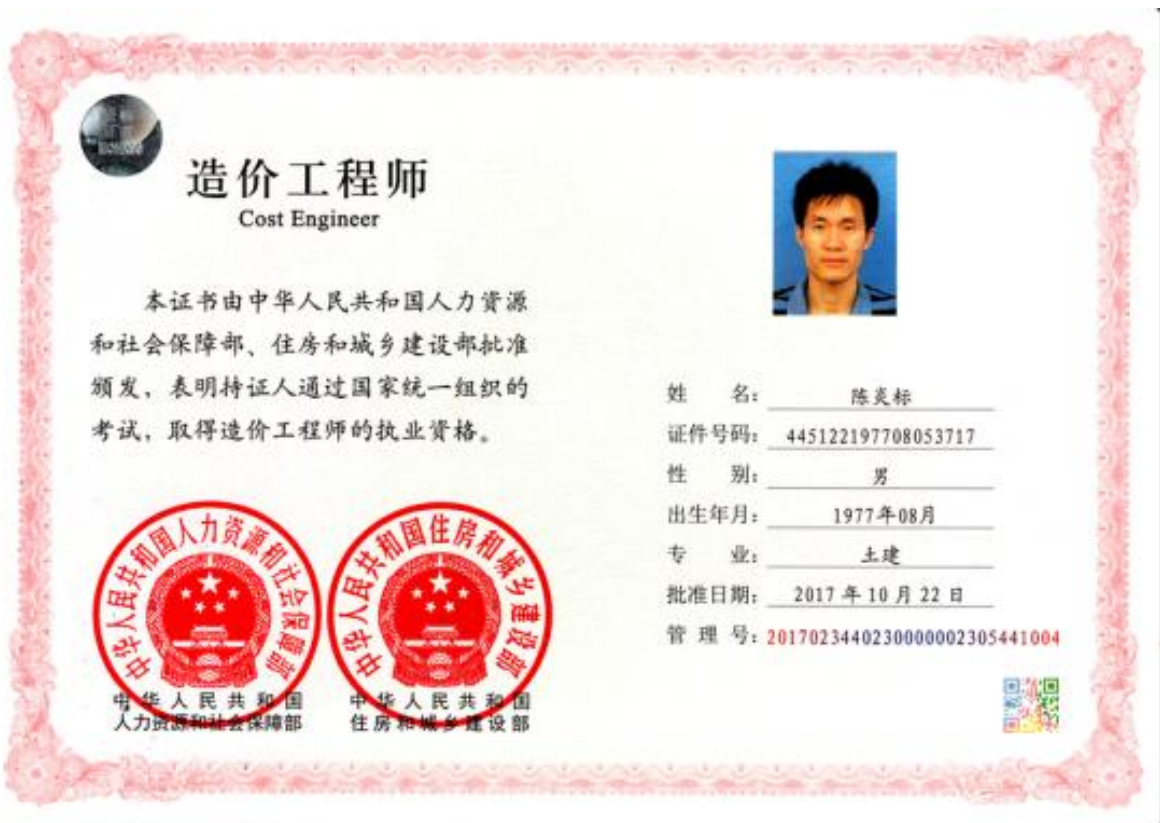 造价工程师
Cost Engineer
本证书由中华人民共和国人力资源
和社会保障部、住房和城乡建设部批准
颁发，表明持证人通过国家统一组织的
考试，取得造价工程师的执业资格。
中华人民共和国人力资源和社会保障部
中华人民共和国住房和城乡建设部
中华人民共和国
人力资源和社会保障部
中华人民共和国
住房和城乡建设部
姓 名：陈炎标
证件号码：445122197708053717
性 别：男
出生年月：1977年08月
专 业：土建
批准日期：2017 年 10 月 22 日
管 理 号：2017023440230000002305441004